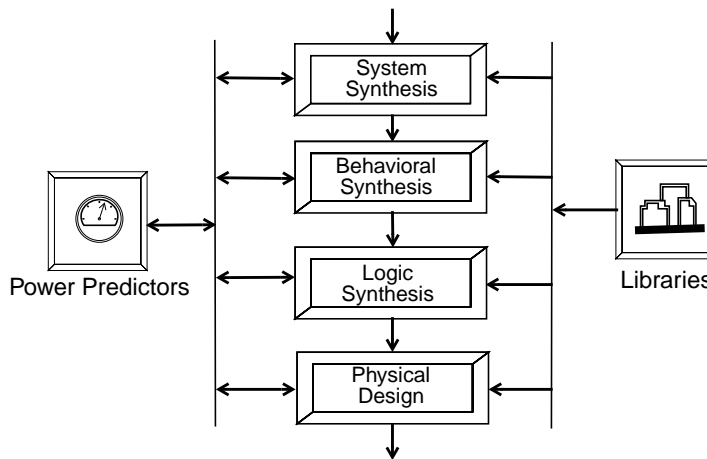 System
Synthesis
Behavioral
Synthesis
Power Predictors
Logic
Synthesis
Libraries
Physical
Design